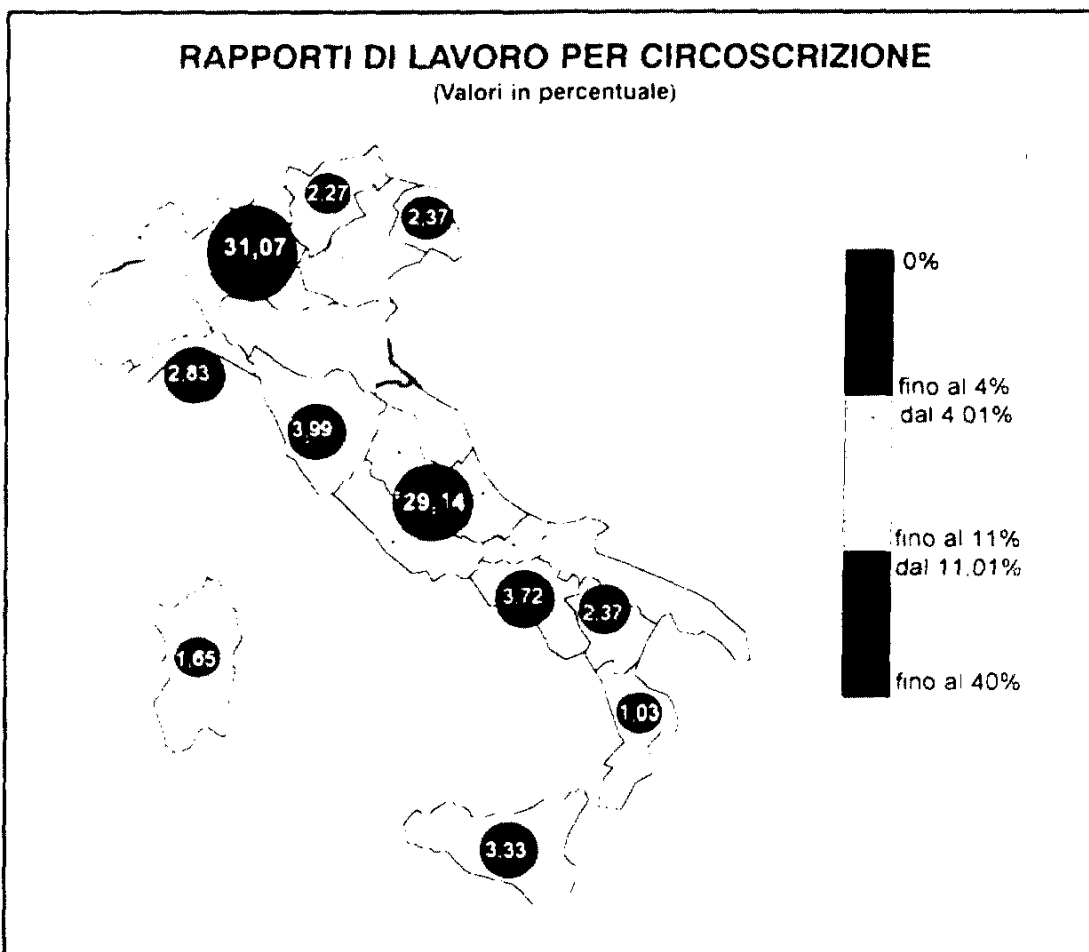 RAPPORTI DI LAVORO PER CIRCOSCRIZIONE
(Valori in percentuale)
2.27
2,37
31,07
0%
2.83
fino al 4%
dal 4 01%
3,99
29,14
fino al 11%
dal 11.01%
3.72
2.37
1,65
fino al 40%
1.03
3.33